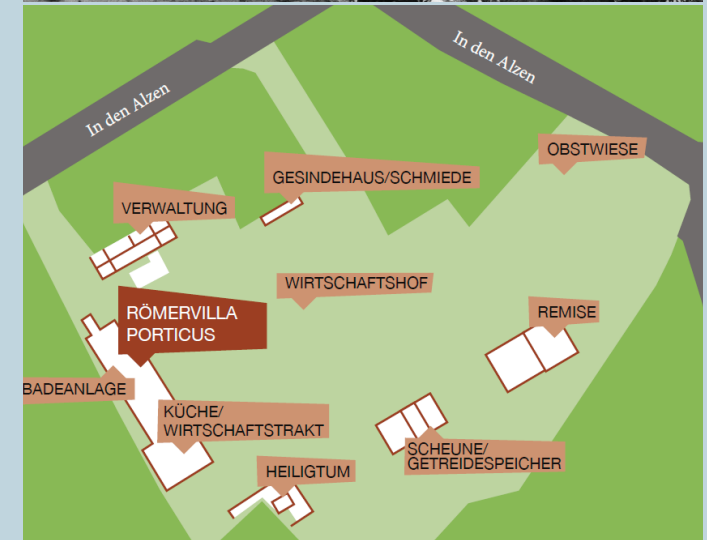 In den Alzen
In den Alzen
OBSTWIESE
GESINDEHAUS/SCHMIEDE
VERWALTUNG
WIRTSCHAFTSHOF
RÖMERVILLA
PORTICUS
REMISE
BADEANLAGE
KÜCHE/
WIRTSCHAFTSTRAKT
SCHEUNE/
GETREIDESPEICHER
HEILIGTUM